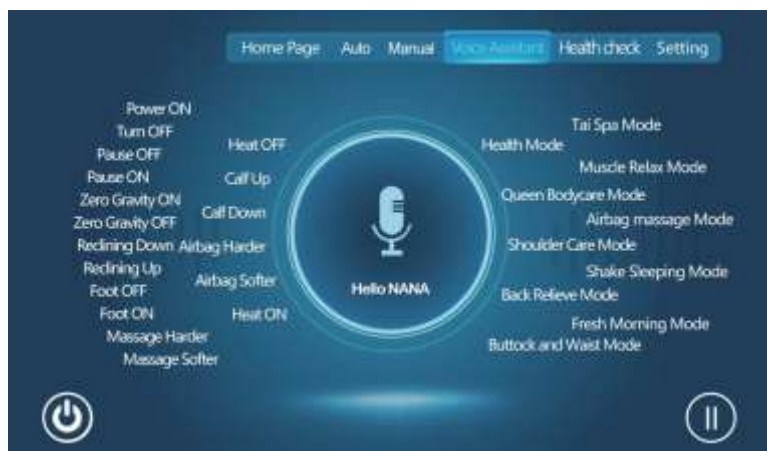 Home Page Auto Manual Voice Assistant Health check Setting
Power ON
Turn OFF
Pause OFF
Pause ON
Zero Gravity ON
Zero Gravity OFF
Reclining Down
Reclining Up
Foot OFF
Foot ON
Massage Harder
Massage Softer
Heat OFF
Calf Up
Calf Down
Airbag Harder
Airbag Softer
Heat ON
Hello NANA
Health Mode
Queen Bodycare Mode
Shoulder Care Mode
Back Relieve Mode
Buttock and Waist Mode
Tai Spa Mode
Muscle Relax Mode
Airbag massage Mode
Shake Sleeping Mode
Fresh Morning Mode